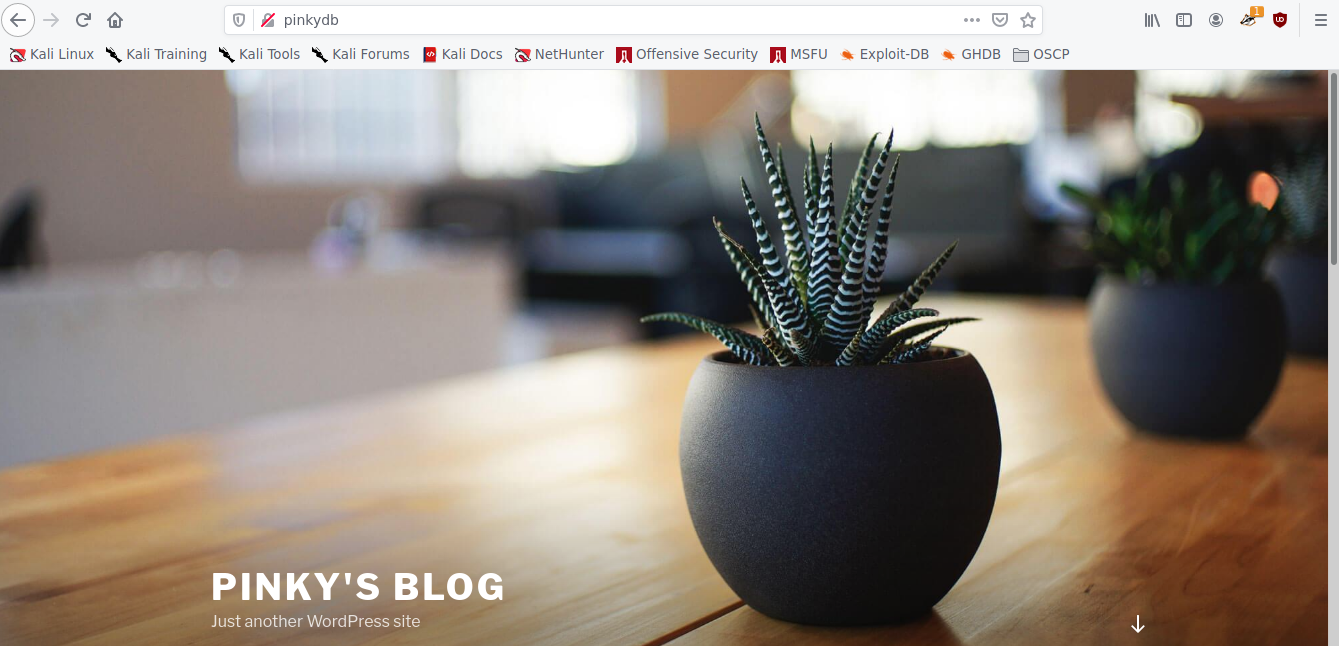 pinkydb
1
Kali Linux Kali Training Kali Tools Kali Forums Kali Docs NetHunter Offensive Security MSFU Exploit-DB GHDB OSCP
PINKY'S BLOG
Just another WordPress site